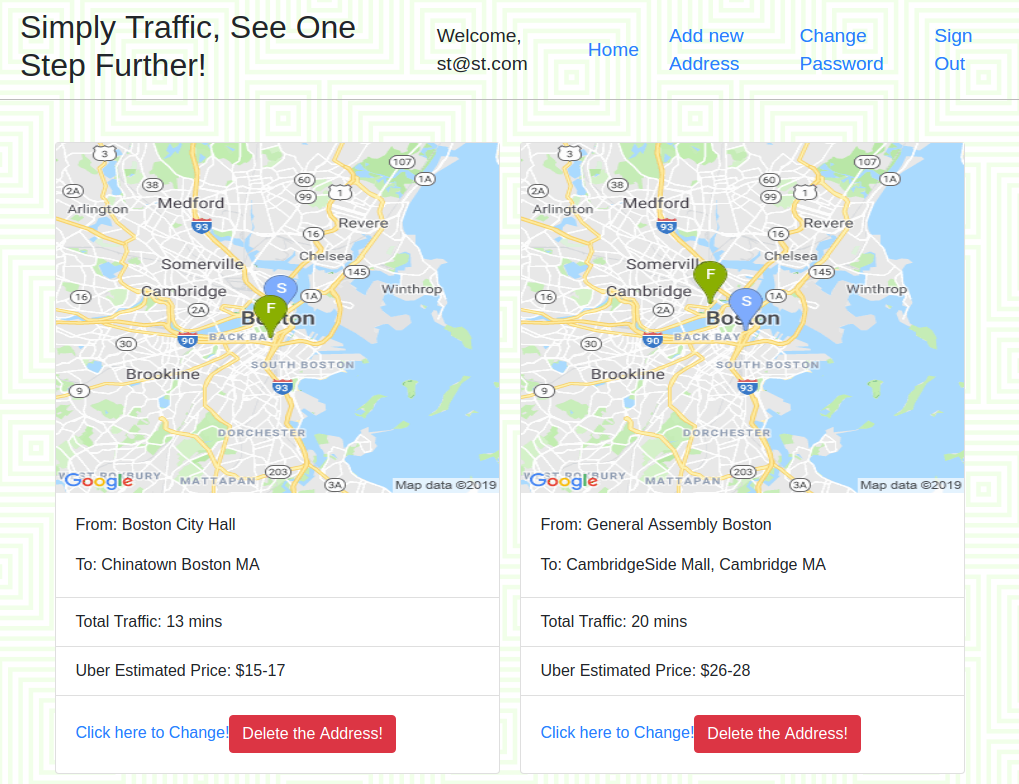 Simply Traffic, See One
Step Further!
Welcome,
st@st.com
Home
Add new
Address
Change
Password
Sign
Out
3
107
2A
38
60
1A
Arlington
Medford
99
1
93
Revere
16
Somerville
Chelsea
145
16
Cambridge
S
1A
Winthrop
2A
F
Boston
30
90
BACK BAY
SOUTH BOSTON
Brookline
93
9
DORCHESTER
203
WEST ROXBURY
MATTAPAN
3A
Google
Map data ©2019
From: Boston City Hall
To: Chinatown Boston MA
Total Traffic: 13 mins
Uber Estimated Price: $15-17
Click here to Change!
Delete the Address!
3
107
2A
38
60
1A
Arlington
Medford
99
1
93
Revere
16
Somerville
Chelsea
F
145
16
Cambridge
S
1A
Winthrop
2A
Boston
30
90
BACK BAY
SOUTH BOSTON
Brookline
93
9
DORCHESTER
203
WEST ROXBURY
MATTAPAN
3A
Google
Map data ©2019
From: General Assembly Boston
To: CambridgeSide Mall, Cambridge MA
Total Traffic: 20 mins
Uber Estimated Price: $26-28
Click here to Change!
Delete the Address!